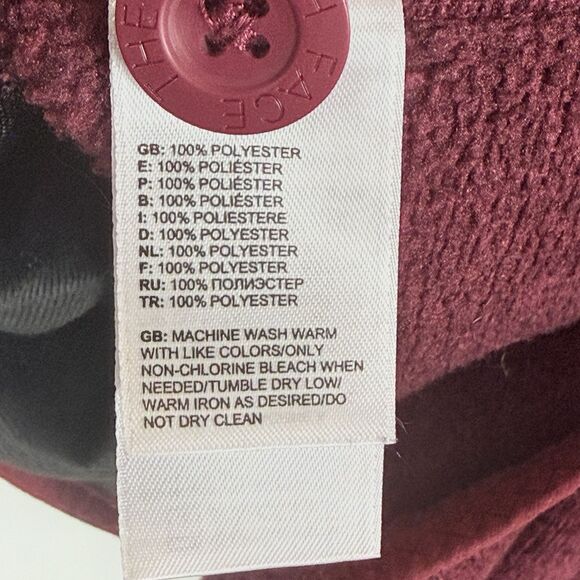 THE
H FACE
GB: 100% POLYESTER
E: 100% POLIÉSTER
P: 100% POLIÉSTER
B: 100% POLIÉSTER
I: 100% POLIESTERE
D: 100% POLYESTER
NL: 100% POLYESTER
F: 100% POLYESTER
RU: 100% ПОЛИЭСТЕР
TR: 100% POLYESTER
GB: MACHINE WASH WARM
WITH LIKE COLORS/ONLY
NON-CHLORINE BLEACH WHEN
NEEDED/TUMBLE DRY LOW/
WARM IRON AS DESIRED/DO
NOT DRY CLEAN